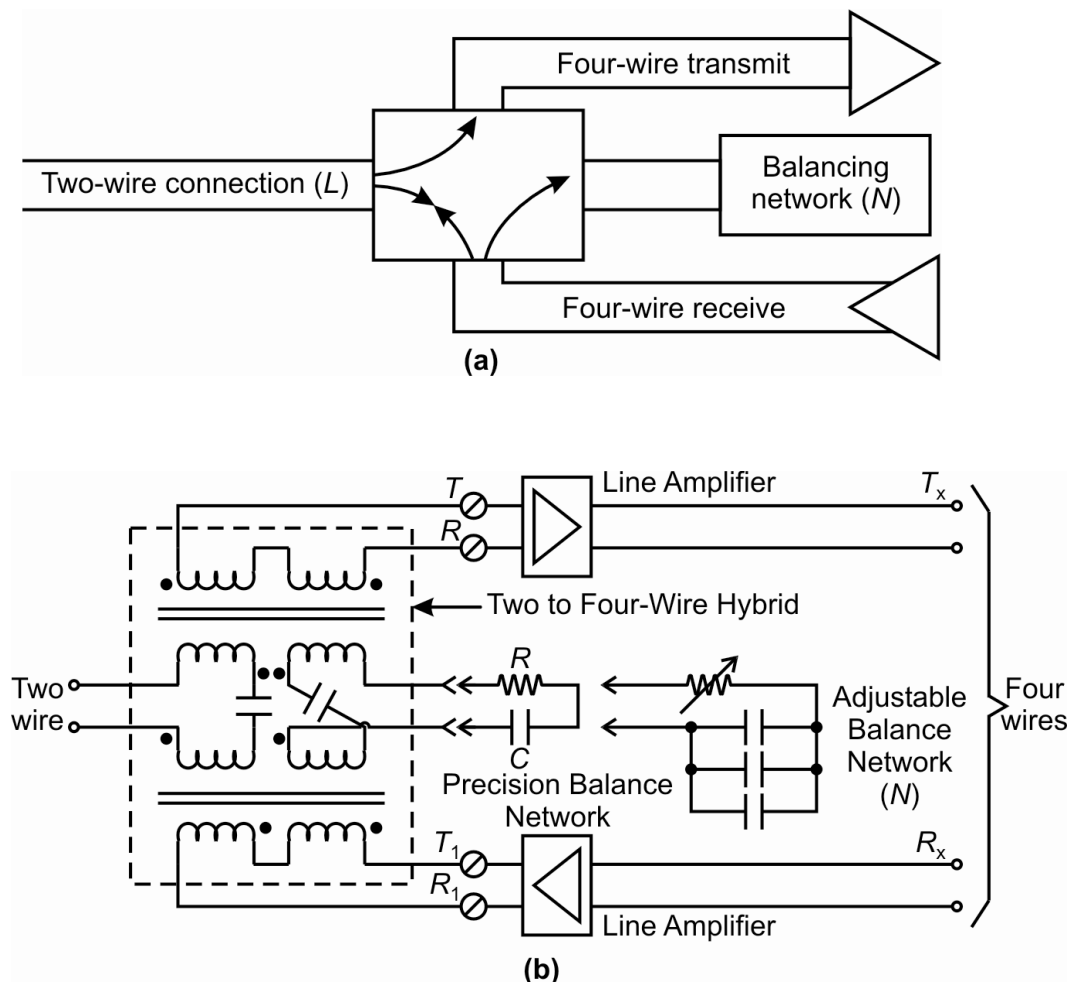 Four-wire transmit
Two-wire connection (L)
Balancing
network (N)
Four-wire receive
(a)
T
Line Amplifier
Tx
R
Two to Four-Wire Hybrid
Two
wire
R
C
Precision Balance
Network
Adjustable
Balance
Network
(N)
Four
wires
T1
Rx
R1
Line Amplifier
(b)